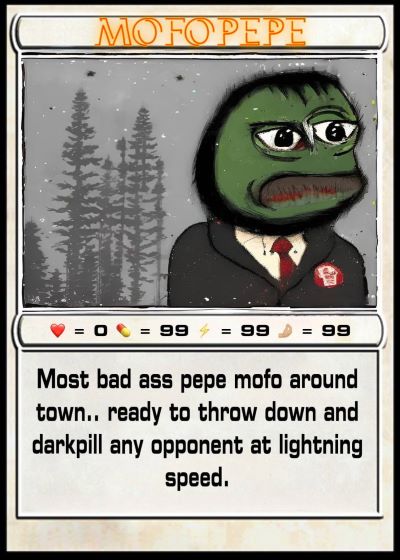 MOFOPEPE
❤️ = 0 💊 = 99 ⚡ = 99 💪🏼 = 99
Most bad ass pepe mofo around
town.. ready to throw down and
darkpill any opponent at lightning
speed.